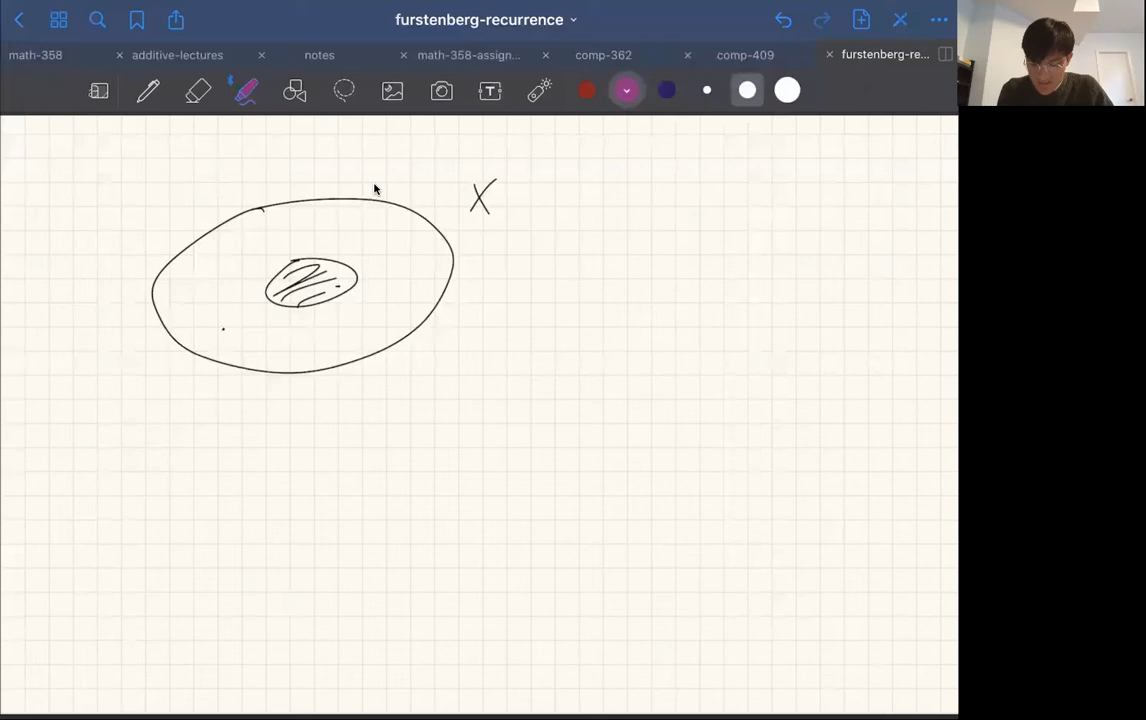 furstenberg-recurrence
math-358
additive-lectures
notes
math-358-assign...
comp-362
comp-409
furstenberg-re...
T
X